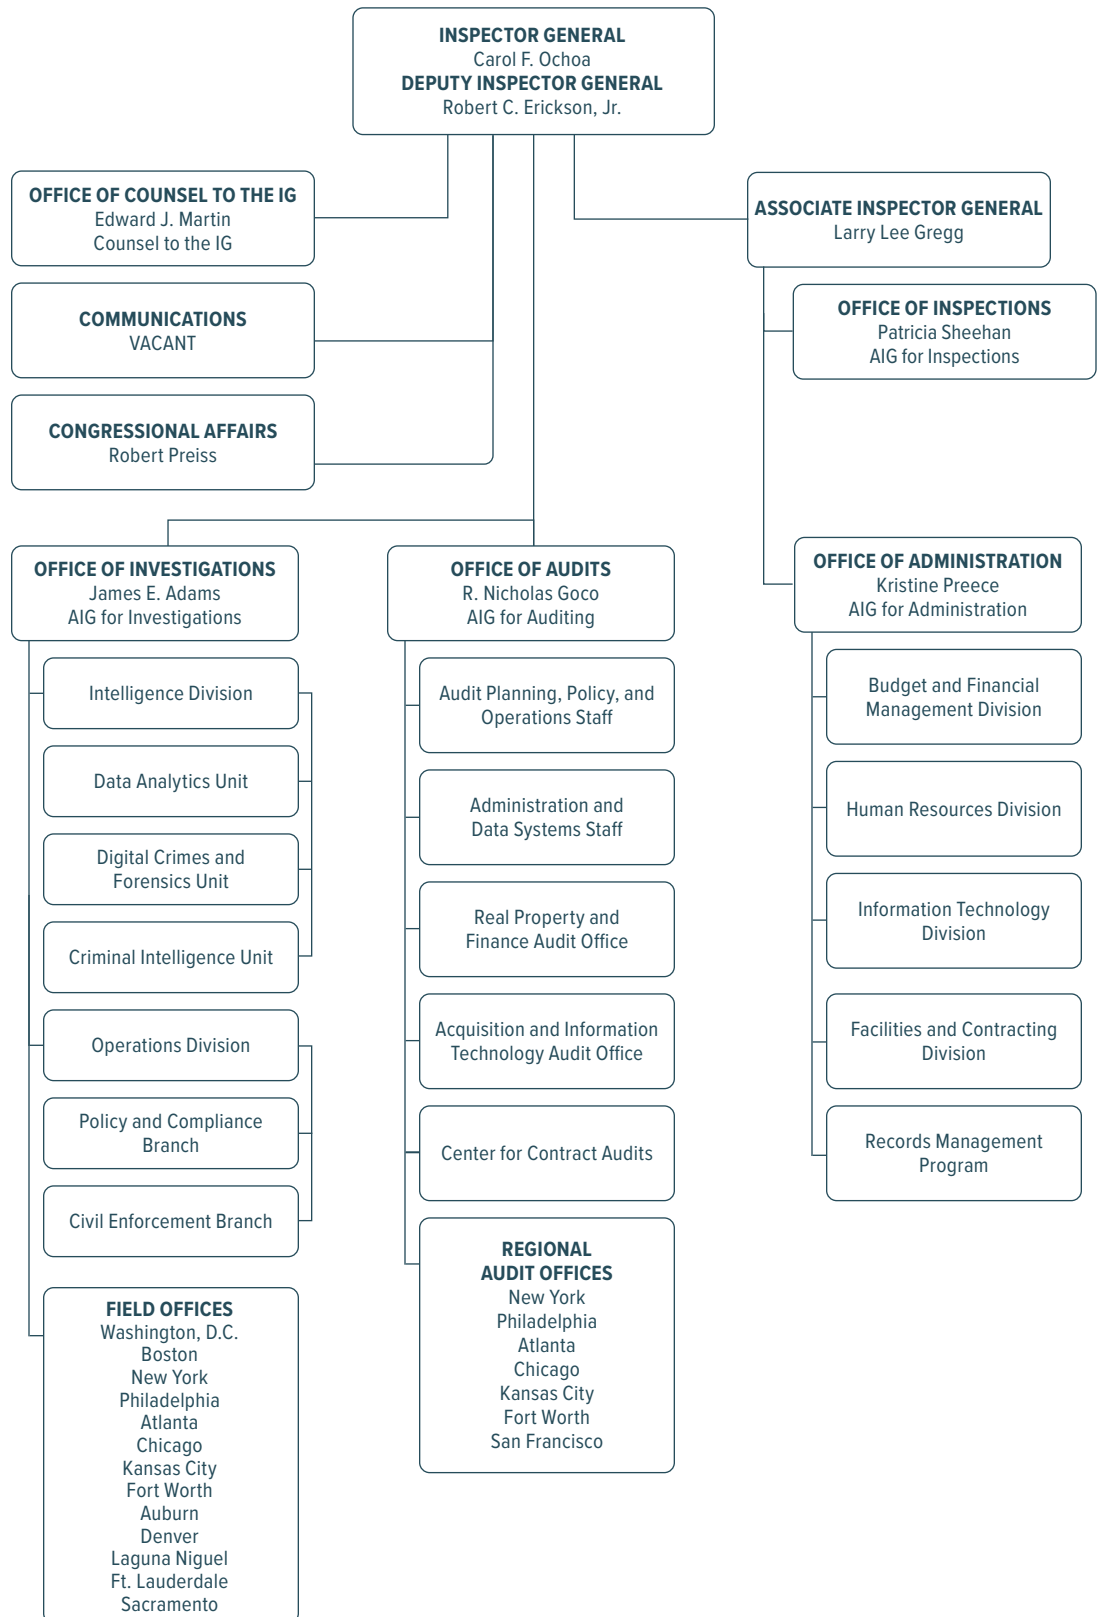 INSPECTOR GENERAL
Carol F. Ochoa
DEPUTY INSPECTOR GENERAL
Robert C. Erickson, Jr.
OFFICE OF COUNSEL TO THE IG
Edward J. Martin
Counsel to the IG
COMMUNICATIONS
VACANT
CONGRESSIONAL AFFAIRS
Robert Preiss
ASSOCIATE INSPECTOR GENERAL
Larry Lee Gregg
OFFICE OF INSPECTIONS
Patricia Sheehan
AIG for Inspections
OFFICE OF INVESTIGATIONS
James E. Adams
AIG for Investigations
Intelligence Division
Data Analytics Unit
Digital Crimes and
Forensics Unit
Criminal Intelligence Unit
Operations Division
Policy and Compliance
Branch
Civil Enforcement Branch
FIELD OFFICES
Washington, D.C.
Boston
New York
Philadelphia
Atlanta
Chicago
Kansas City
Fort Worth
Auburn
Denver
Laguna Niguel
Ft. Lauderdale
Sacramento
OFFICE OF AUDITS
R. Nicholas Goco
AIG for Auditing
Audit Planning, Policy, and
Operations Staff
Administration and
Data Systems Staff
Real Property and
Finance Audit Office
Acquisition and Information
Technology Audit Office
Center for Contract Audits
REGIONAL
AUDIT OFFICES
New York
Philadelphia
Atlanta
Chicago
Kansas City
Fort Worth
San Francisco
OFFICE OF ADMINISTRATION
Kristine Preece
AIG for Administration
Budget and Financial
Management Division
Human Resources Division
Information Technology
Division
Facilities and Contracting
Division
Records Management
Program